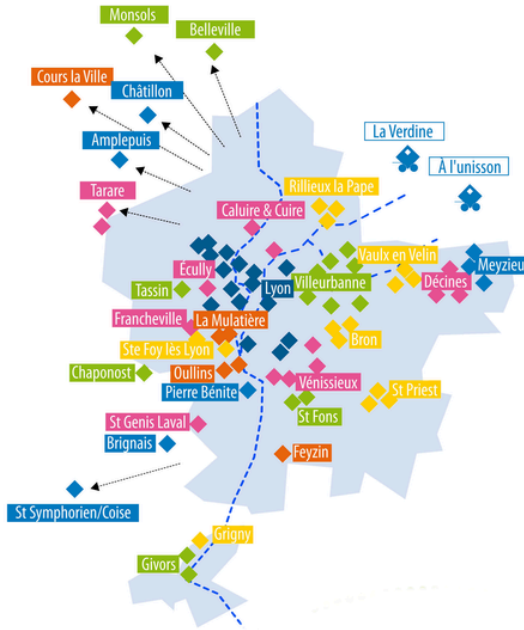 Monsols
Belleville
Cours la Ville
Châtillon
La Verdine
Amplepuis
À l'unisson
Tarare
Rillieux la Pape
Caluire & Cuire
Vaulx en Velin
Écully
Meyzieu
Décines
Tassin
Lyon
Villeurbanne
Francheville
La Mulatière
Ste Foy lès Lyon
Bron
Chaponost
Oullins
Vénissieux
Pierre Bénite
St Priest
St Genis Laval
St Fons
Brignais
Feyzin
St Symphorien/Coise
Grigny
Givors